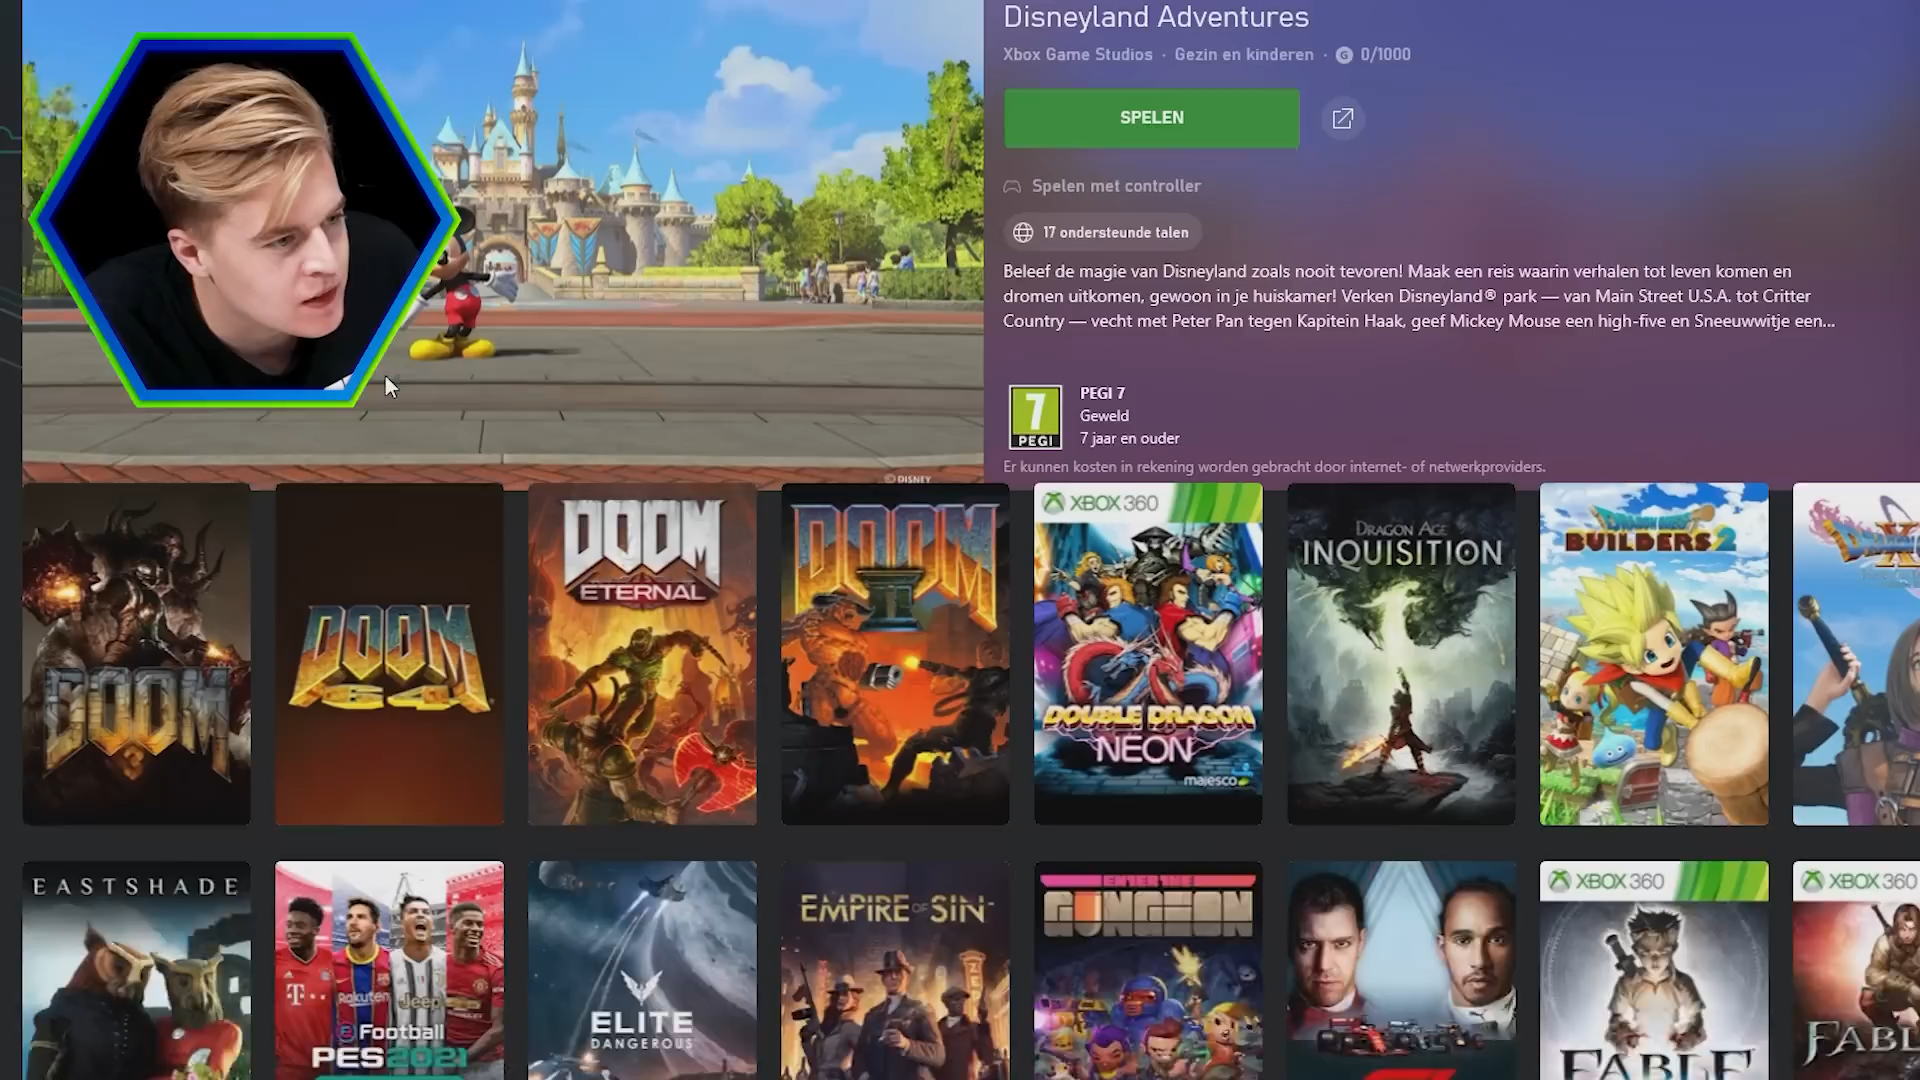 Disneyland Adventures
Xbox Game Studios · Gezin en kinderen · G 0/1000
SPELEN
Spelen met controller
17 ondersteunde talen
Beleef de magie van Disneyland zoals nooit tevoren! Maak een reis waarin verhalen tot leven komen en
dromen uitkomen, gewoon in je huiskamer! Verken Disneyland® park — van Main Street U.S.A. tot Critter
Country — vecht met Peter Pan tegen Kapitein Haak, geef Mickey Mouse een high-five en Sneeuwwitje een...
7
PEGI
PEGI 7
Geweld
7 jaar en ouder
Er kunnen kosten in rekening worden gebracht door internet- of netwerkproviders.
© DISNEY
DOOM
3
DOOM
64
DOOM
ETERNAL
DOOM
II
XBOX 360
DOUBLE DRAGON
NEON
majesco
DRAGON AGE
INQUISITION
BUILDERS 2
XBOX 360
EASTSHADE
T
Rakuten
Jeep
eFootball
PES2021
ELITE
DANGEROUS
EMPIRE OF SIN
ENTER THE
GUNGEON
XBOX 360
FABLE